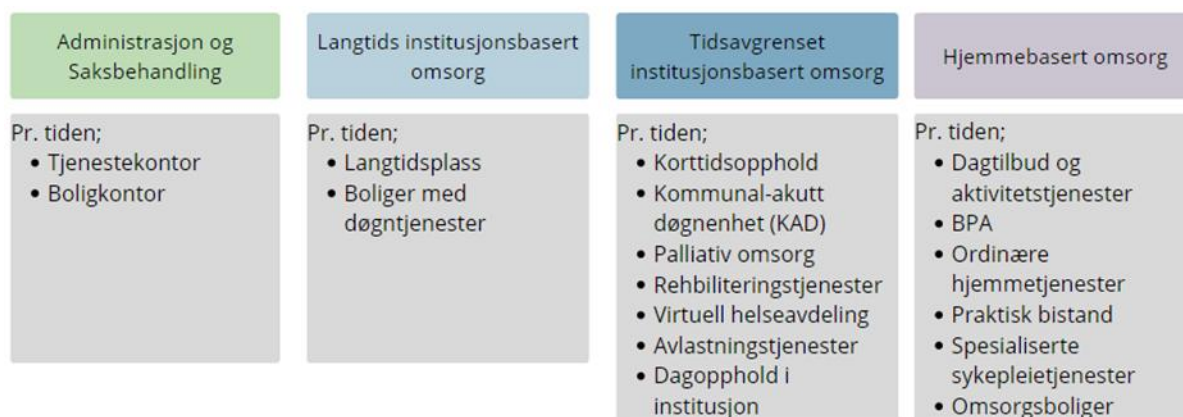 Administrasjon og
Saksbehandling
Pr. tiden;
• Tjenestekontor
• Boligkontor
Langtids institusjonsbasert
omsorg
Pr. tiden;
• Langtidsplass
• Boliger med
døgntjenester
Tidsavgrenset
institusjonsbasert omsorg
Pr. tiden;
• Korttidsopphold
• Kommunal-akutt
døgnenhet (KAD)
• Palliativ omsorg
• Rehbiliteringstjenester
• Virtuell helseavdeling
• Avlastningstjenester
• Dagopphold i
institusjon
Hjemmebasert omsorg
Pr. tiden;
• Dagtilbud og
aktivitetstjenester
• BPA
• Ordinære
hjemmetjenester
• Praktisk bistand
• Spesialiserte
sykepleietjenester
• Omsorgsboliger